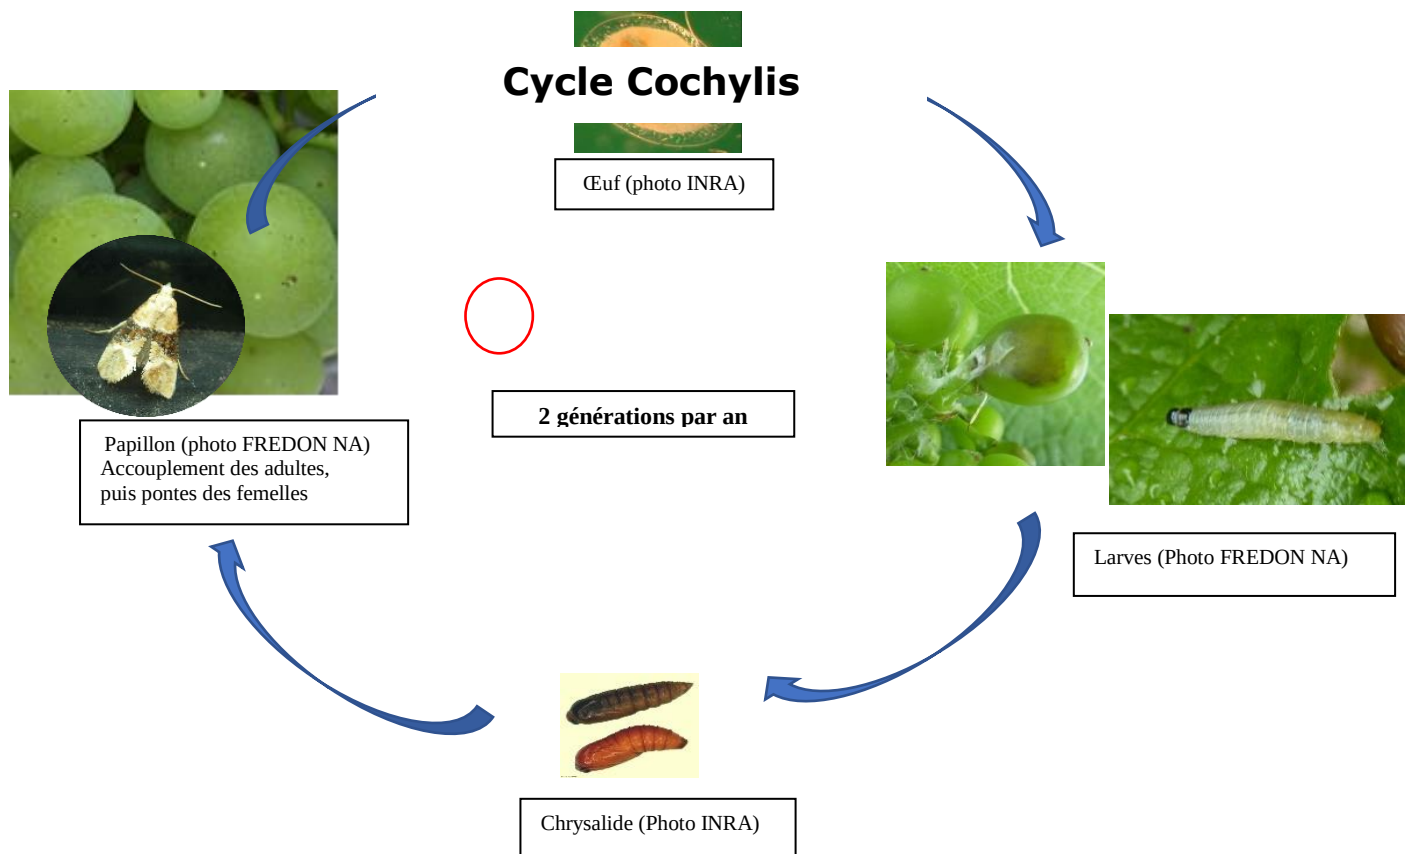 Cycle Cochylis
Œuf (photo INRA)
2 générations par an
Papillon (photo FREDON NA)
Accouplement des adultes,
puis pontes des femelles
Larves (Photo FREDON NA)
Chrysalide (Photo INRA)